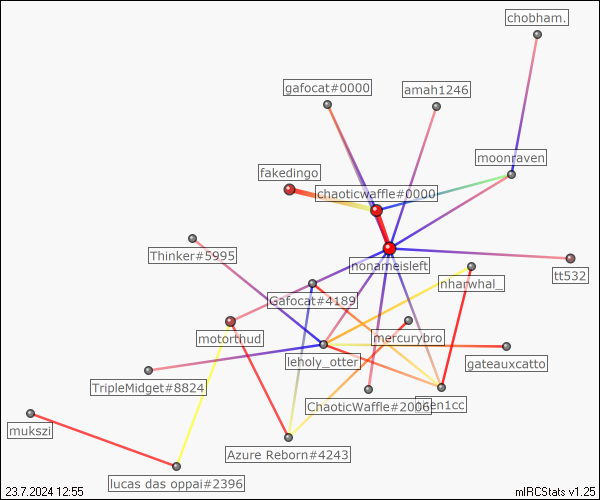 chobham.
gafocat#0000
amah1246
moonraven
fakedingo
chaoticwaffle#0000
Thinker#5995
nonameisleft
tt532
nharwhal_
Gafocat#4189
motorthud
mercurybro
leholy_otter
gateauxcatto
TripleMidget#8824
ChaoticWaffle#2006
en1cc
mukszi
Azure Reborn#4243
lucas das oppai#2396
23.7.2024 12:55
mIRCStats v1.25